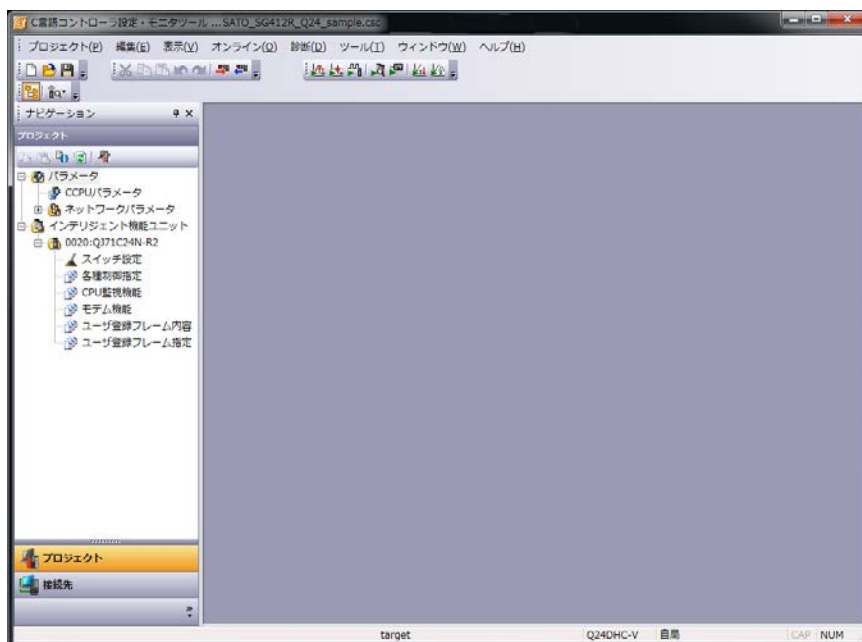 C言語コントローラ設定・モニタツール ...SATO_SG412R_Q24_sample.csc
プロジェクト(P) 編集(E) 表示(V) オンライン(O) 診断(D) ツール(T) ウィンドウ(W) ヘルプ(H)
ナビゲーション
プロジェクト
パラメータ
CCPUパラメータ
ネットワークパラメータ
インテリジェント機能ユニット
0020:QJ71C24N-R2
スイッチ設定
各種制御指定
CPU監視機能
モデム機能
ユーザ登録フレーム内容
ユーザ登録フレーム指定
プロジェクト
接続先
target Q24DHC-V 自局 CAP NUM